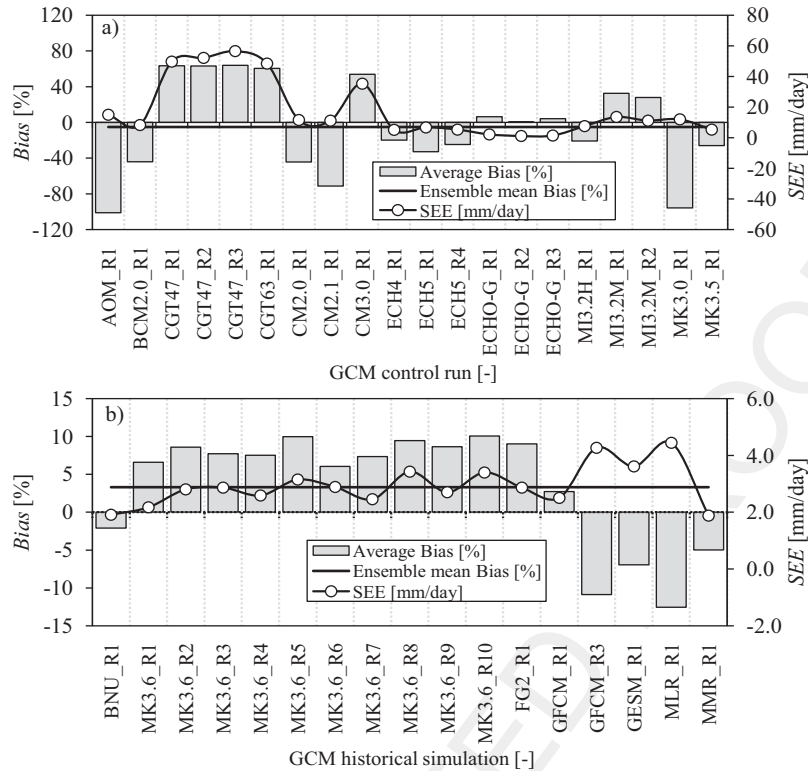 a)
120
80
40
0
-40
-80
-120
Bias [%]
80
60
40
20
0
-20
-40
-60
SEE [mm/day]
Average Bias [%]
Ensemble mean Bias [%]
SEE [mm/day]
AOM_R1
BCM2.0_R1
CGT47_R1
CGT47_R2
CGT47_R3
CGT63_R1
CM2.0_R1
CM2.1_R1
CM3.0_R1
ECH4_R1
ECH5_R1
ECH5_R4
ECHO-G_R1
ECHO-G_R2
ECHO-G_R3
MI3.2H_R1
MI3.2M_R1
MI3.2M_R2
MK3.0_R1
MK3.5_R1
GCM control run [-]
b)
15
10
5
0
-5
-10
-15
Bias [%]
6.0
4.0
2.0
0.0
-2.0
SEE [mm/day]
Average Bias [%]
Ensemble mean Bias [%]
SEE [mm/day]
BNU_R1
MK3.6_R1
MK3.6_R2
MK3.6_R3
MK3.6_R4
MK3.6_R5
MK3.6_R6
MK3.6_R7
MK3.6_R8
MK3.6_R9
MK3.6_R10
FG2_R1
GFCM_R1
GFCM_R3
GESM_R1
MLR_R1
MMR_R1
GCM historical simulation [-]